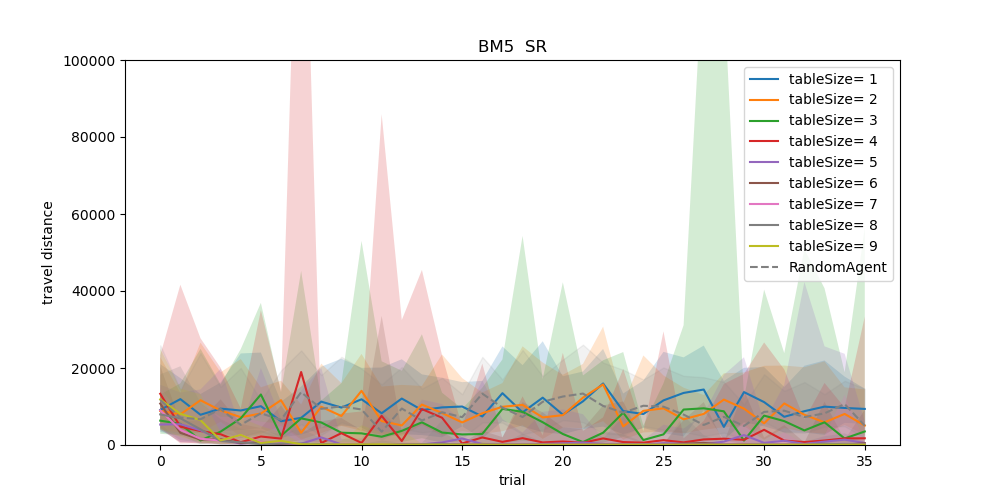 BM5  SR
100000
80000
60000
40000
20000
0
travel distance
0 5 10 15 20 25 30 35
trial
tableSize= 1
tableSize= 2
tableSize= 3
tableSize= 4
tableSize= 5
tableSize= 6
tableSize= 7
tableSize= 8
tableSize= 9
RandomAgent